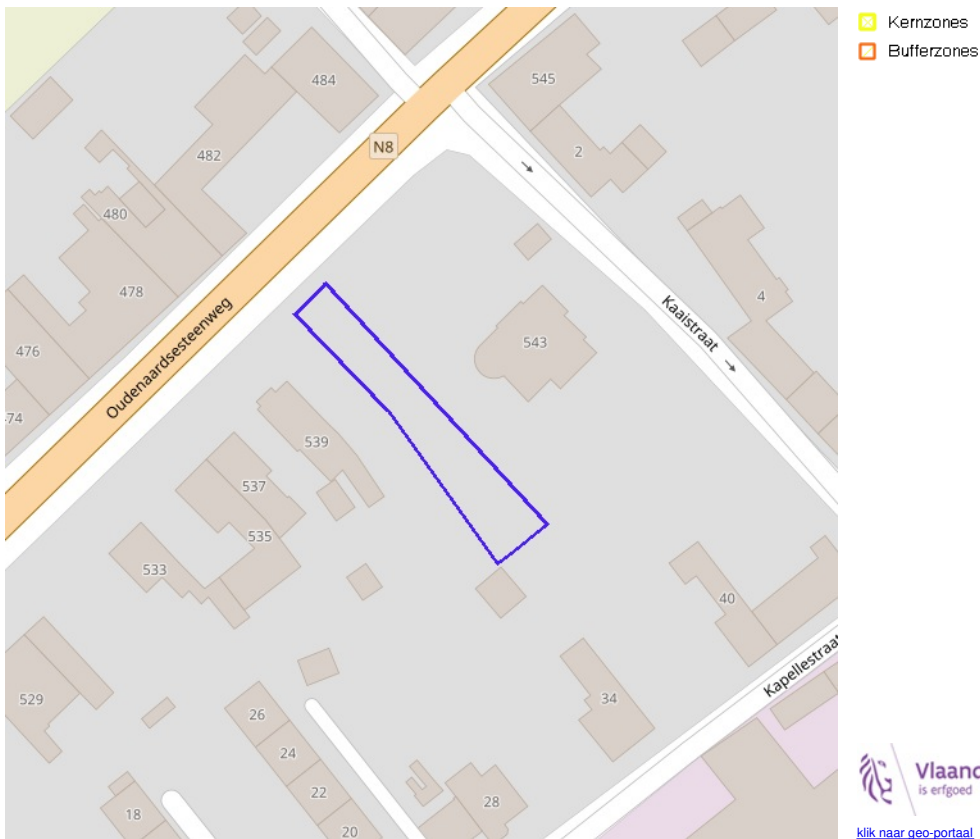 Kernzones
Bufferzones
484
545
N8
482
2
480
478
4
Kaaistraat
476
543
Oudenaardsesteenweg
74
539
537
535
533
40
Kapellestraat
529
34
26
24
28
22
18
20
Vlaand
is erfgoed
klik naar geo-portaal